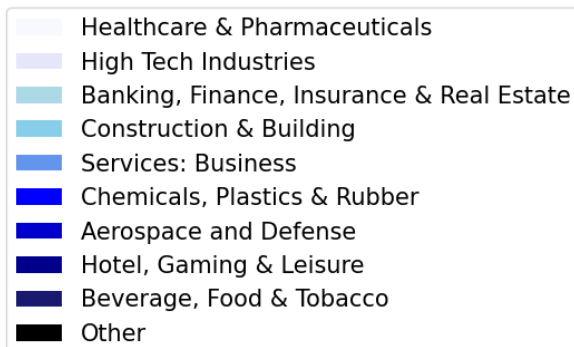 Healthcare & Pharmaceuticals
High Tech Industries
Banking, Finance, Insurance & Real Estate
Construction & Building
Services: Business
Chemicals, Plastics & Rubber
Aerospace and Defense
Hotel, Gaming & Leisure
Beverage, Food & Tobacco
Other